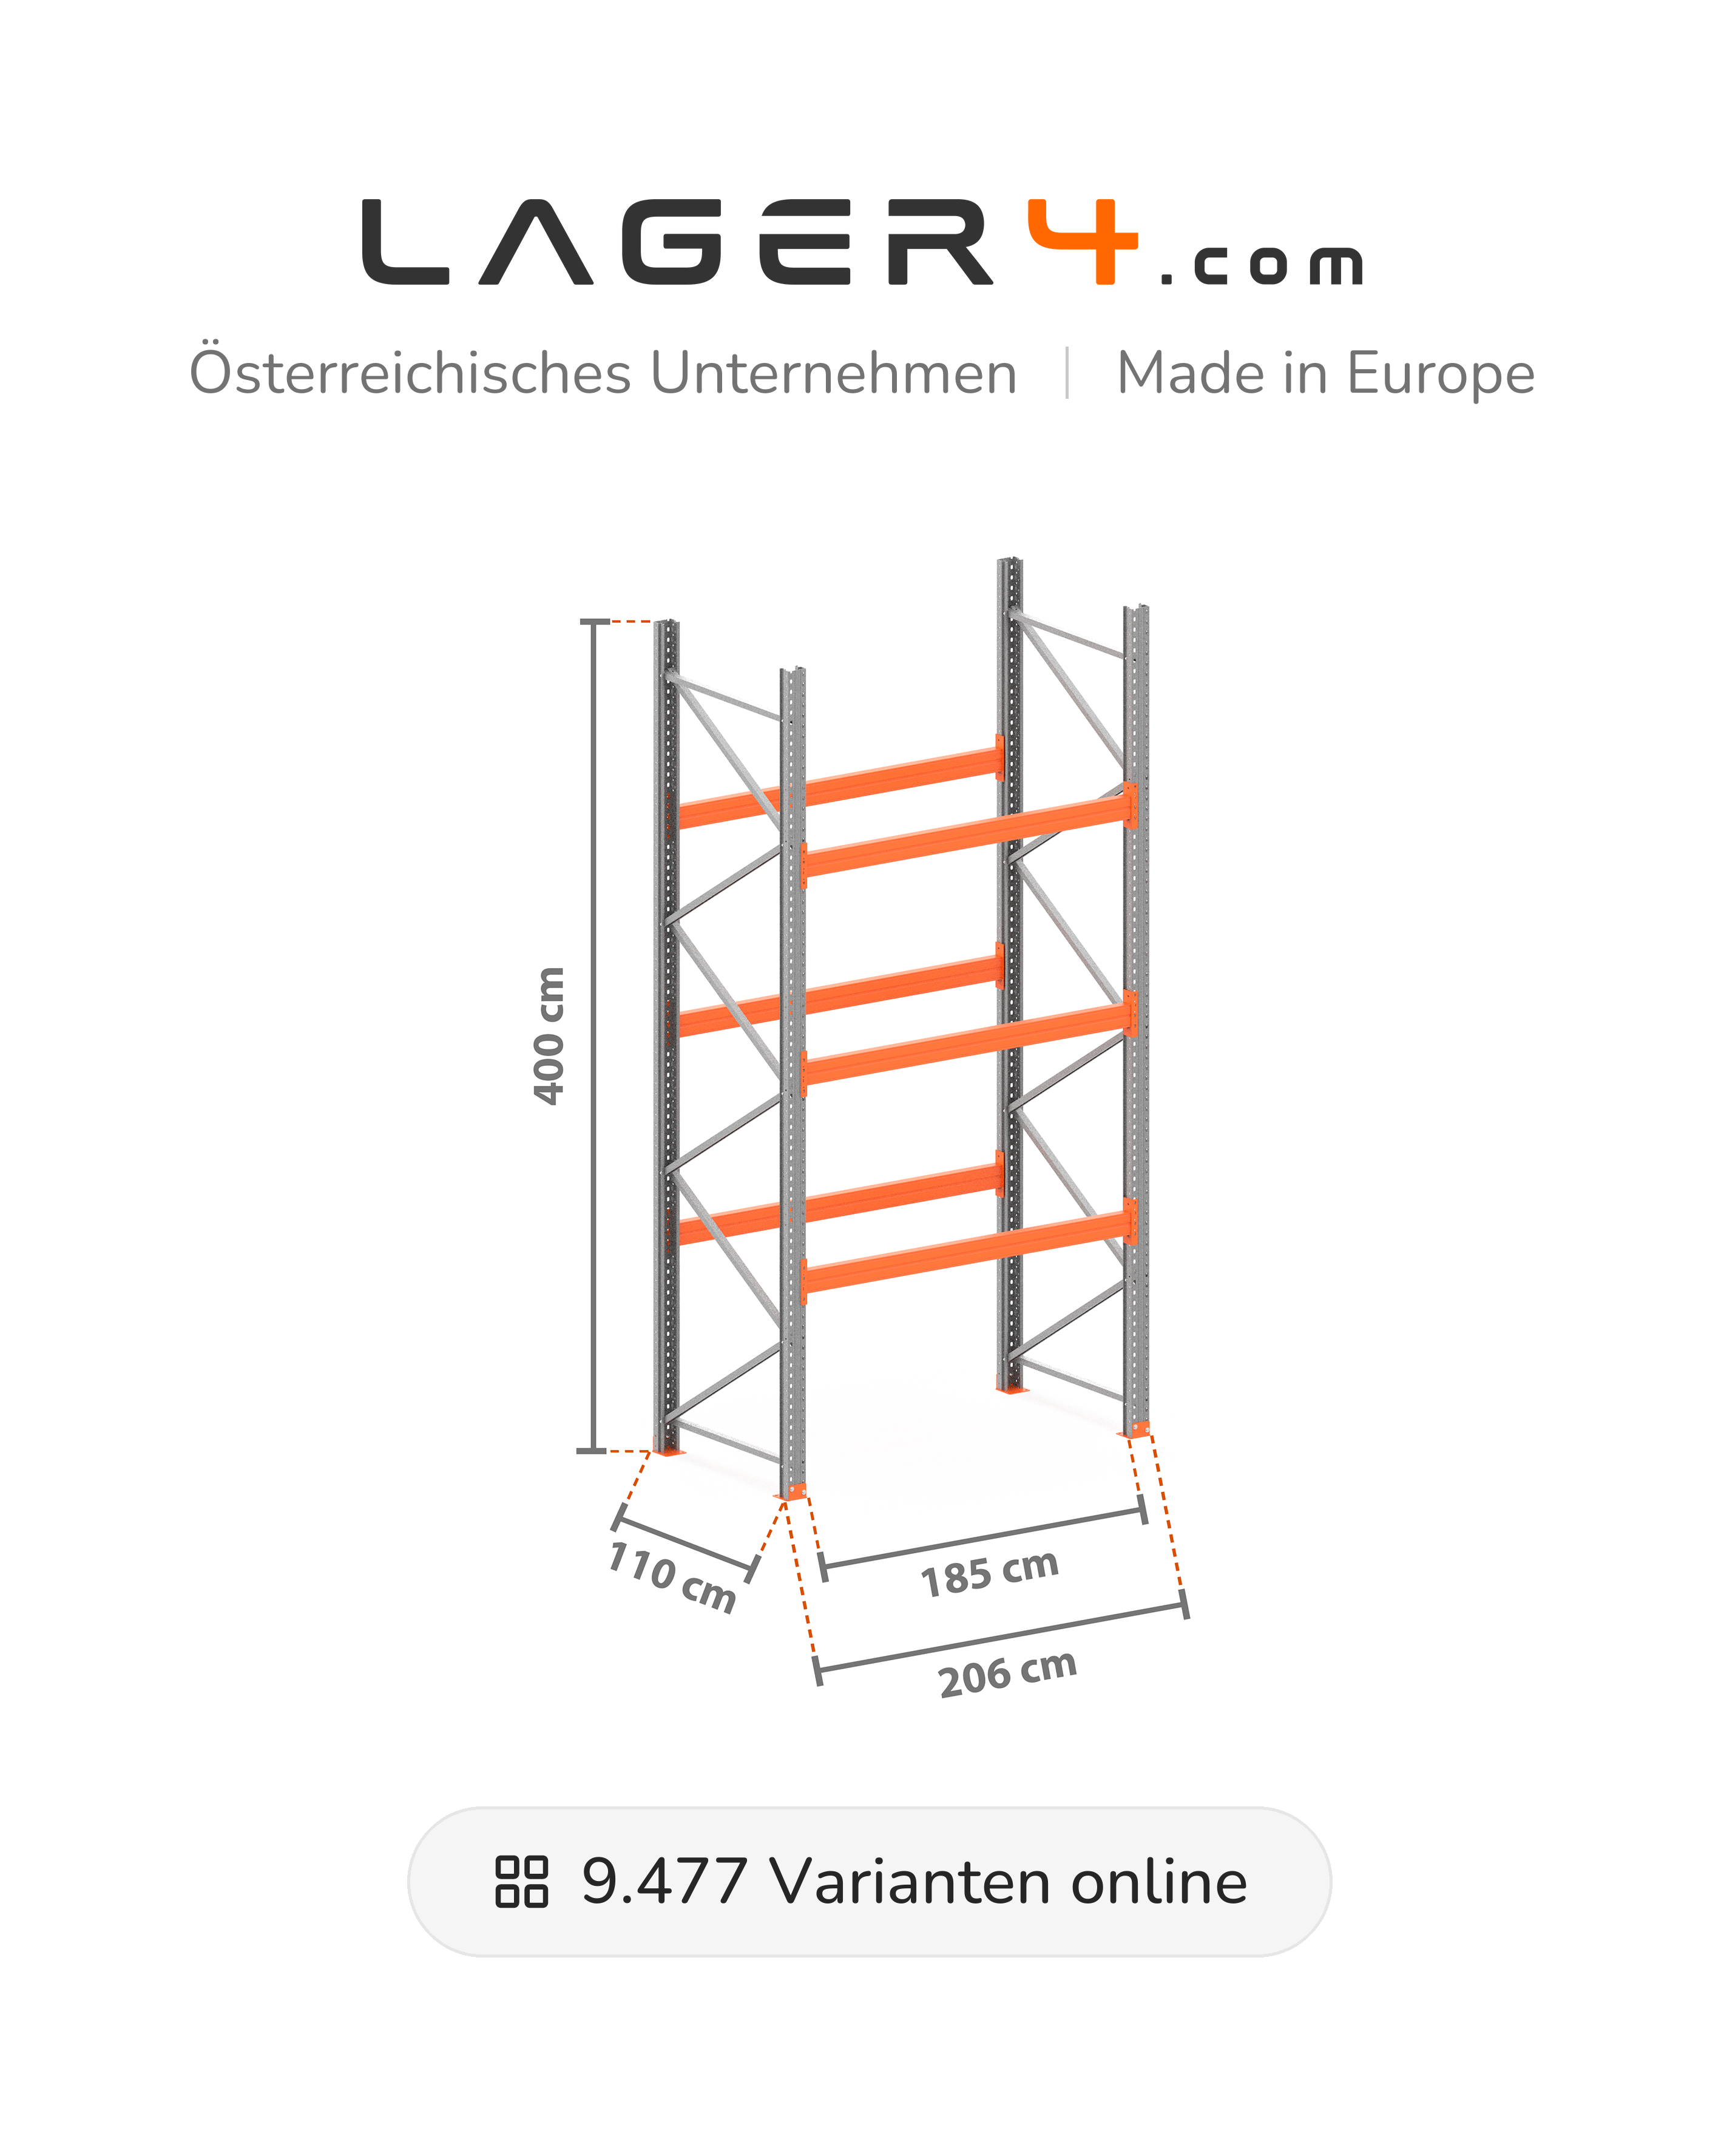 LAGER4.com
Österreichisches Unternehmen | Made in Europe
400 cm
110 cm
185 cm
206 cm
9.477 Varianten online